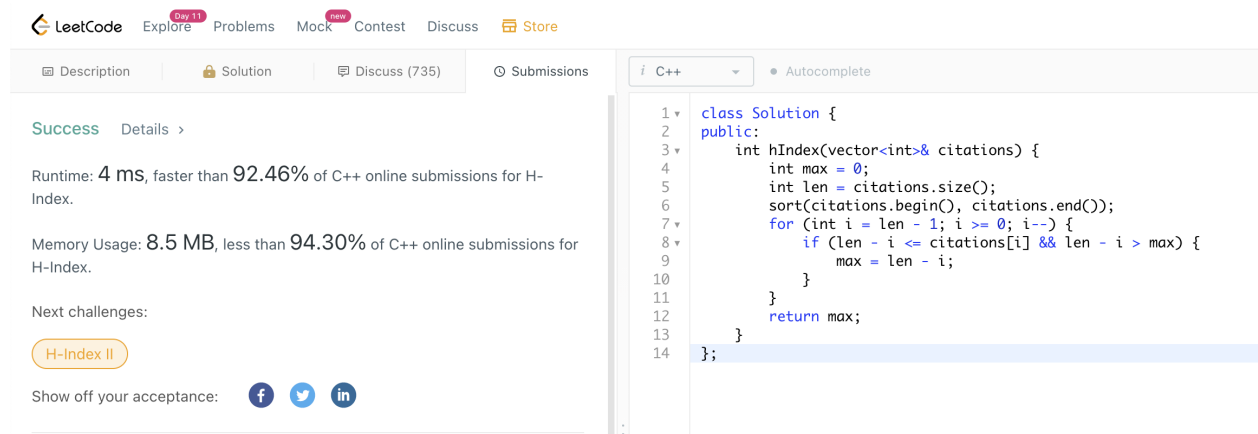 LeetCode Explore Day 11 Problems Mock new Contest Discuss Store
Description Solution Discuss (735) Submissions
i C++ Autocomplete
Success Details >
Runtime: 4 ms, faster than 92.46% of C++ online submissions for H-
Index.
Memory Usage: 8.5 MB, less than 94.30% of C++ online submissions for
H-Index.
Next challenges:
H-Index II
Show off your acceptance: f in
1 class Solution {
2 public:
3     int hIndex(vector<int>& citations) {
4         int max = 0;
5         int len = citations.size();
6         sort(citations.begin(), citations.end());
7         for (int i = len - 1; i >= 0; i--) {
8             if (len - i <= citations[i] && len - i > max) {
9                 max = len - i;
10             }
11         }
12         return max;
13     }
14 };